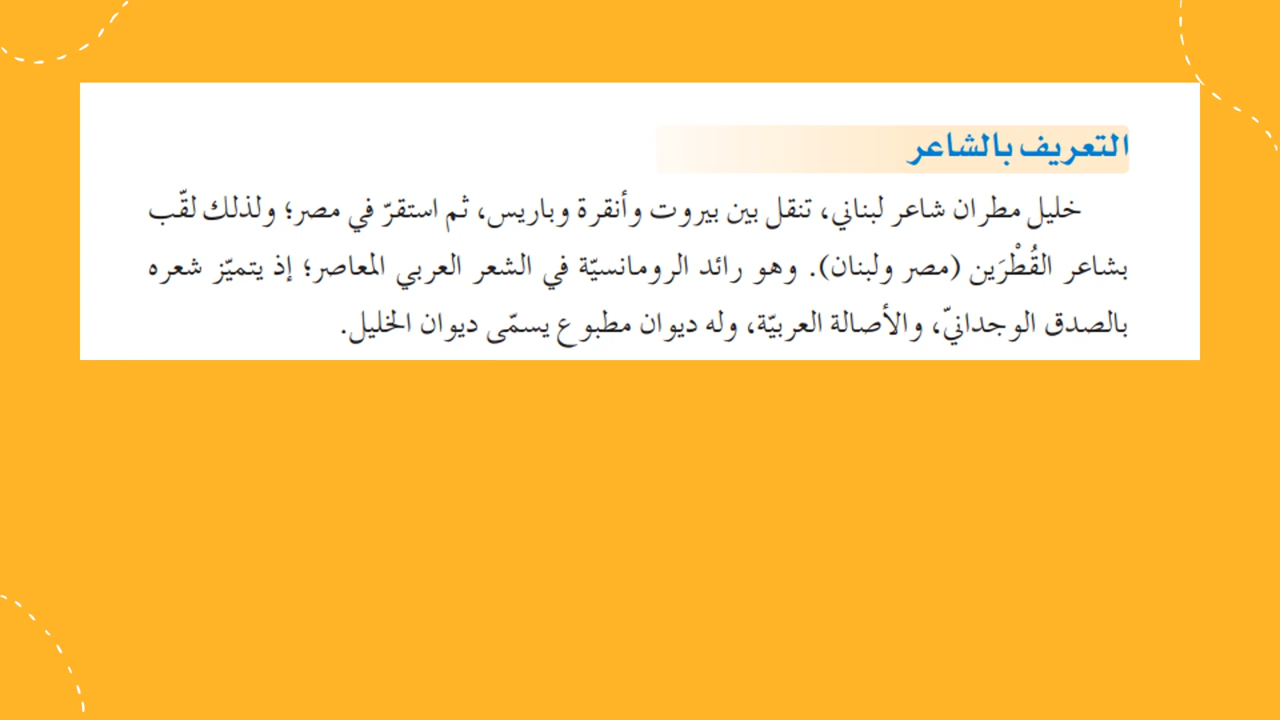 التعريف بالشاعر
خليل مطران شاعر لبناني، تنقل بين بيروت وأنقرة وباريس، ثم استقرّ في مصر؛ ولذلك لقّب
بشاعر القُطْرَين (مصر ولبنان). وهو رائد الرومانسيّة في الشعر العربي المعاصر؛ إذ يتميّز شعره
بالصدق الوجدانيّ، والأصالة العربيّة، وله ديوان مطبوع يسمّى ديوان الخليل.